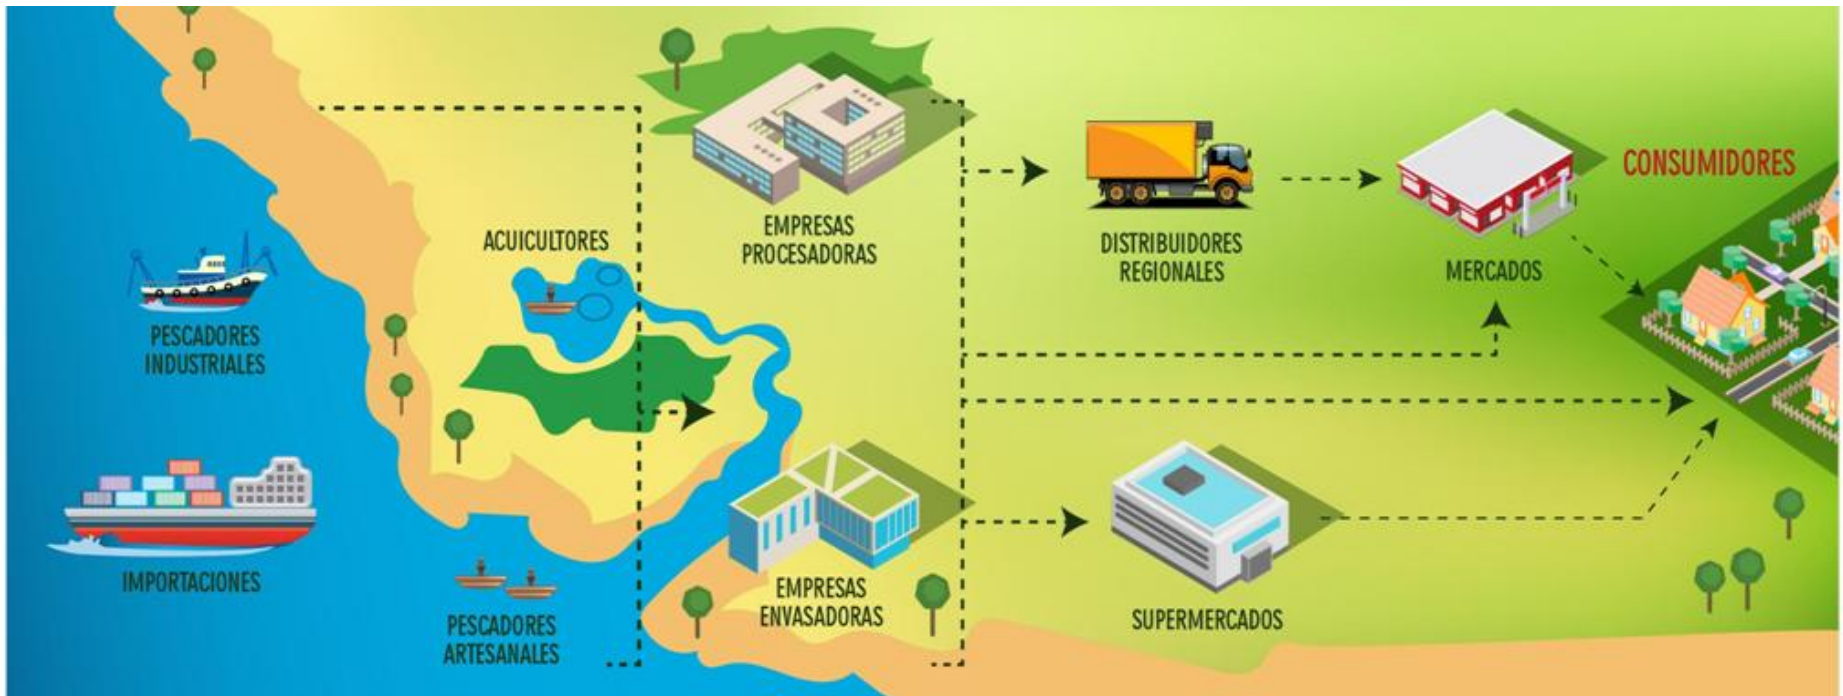 CONSUMIDORES
ACUICULTORES
EMPRESAS
PROCESADORAS
DISTRIBUIDORES
REGIONALES
MERCADOS
PESCADORES
INDUSTRIALES
IMPORTACIONES
PESCADORES
ARTESANALES
EMPRESAS
ENVASADORAS
SUPERMERCADOS